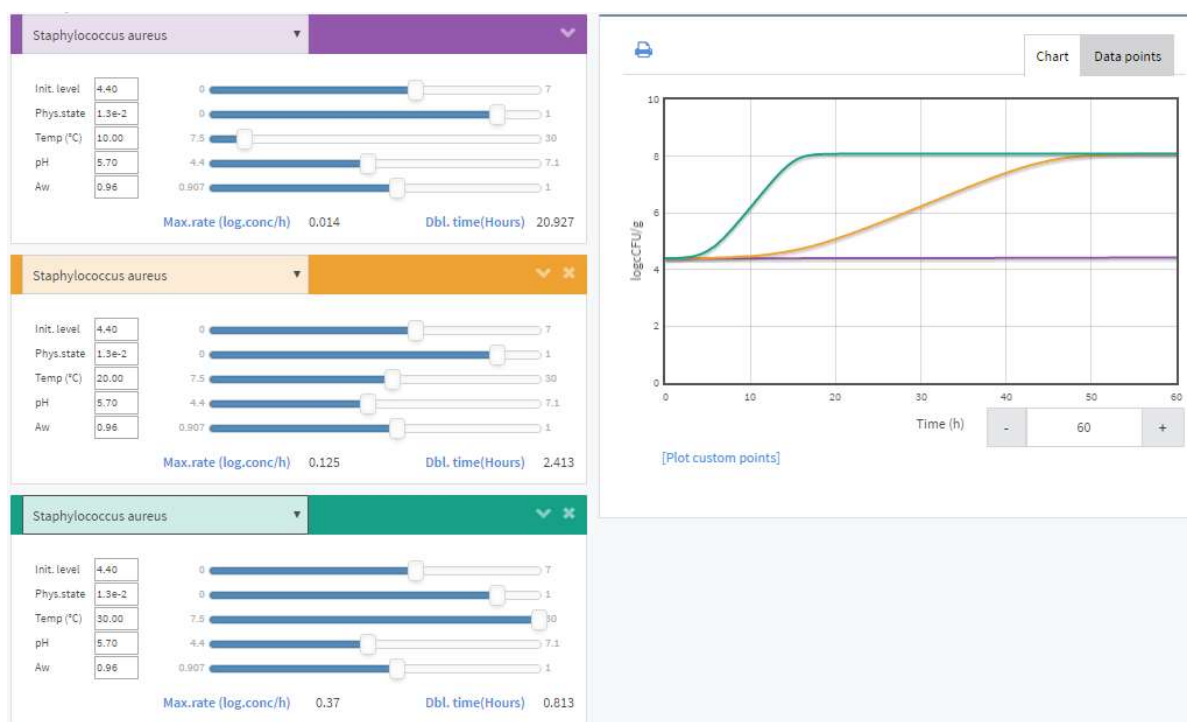 Staphylococcus aureus
Init. level 4.40 0 7
Phys.state 1.3e-2 0 1
Temp (°C) 10.00 7.5 30
pH 5.70 4.4 7.1
Aw 0.96 0.907 1
Max.rate (log.conc/h) 0.014 Dbl. time(Hours) 20.927
Staphylococcus aureus
Init. level 4.40 0 7
Phys.state 1.3e-2 0 1
Temp (°C) 20.00 7.5 30
pH 5.70 4.4 7.1
Aw 0.96 0.907 1
Max.rate (log.conc/h) 0.125 Dbl. time(Hours) 2.413
Staphylococcus aureus
Init. level 4.40 0 7
Phys.state 1.3e-2 0 1
Temp (°C) 30.00 7.5 30
pH 5.70 4.4 7.1
Aw 0.96 0.907 1
Max.rate (log.conc/h) 0.37 Dbl. time(Hours) 0.813
Chart Data points
10
8
6
4
2
0
logcCFU/g
0 10 20 30 40 50 60
Time (h) - 60 +
[Plot custom points]